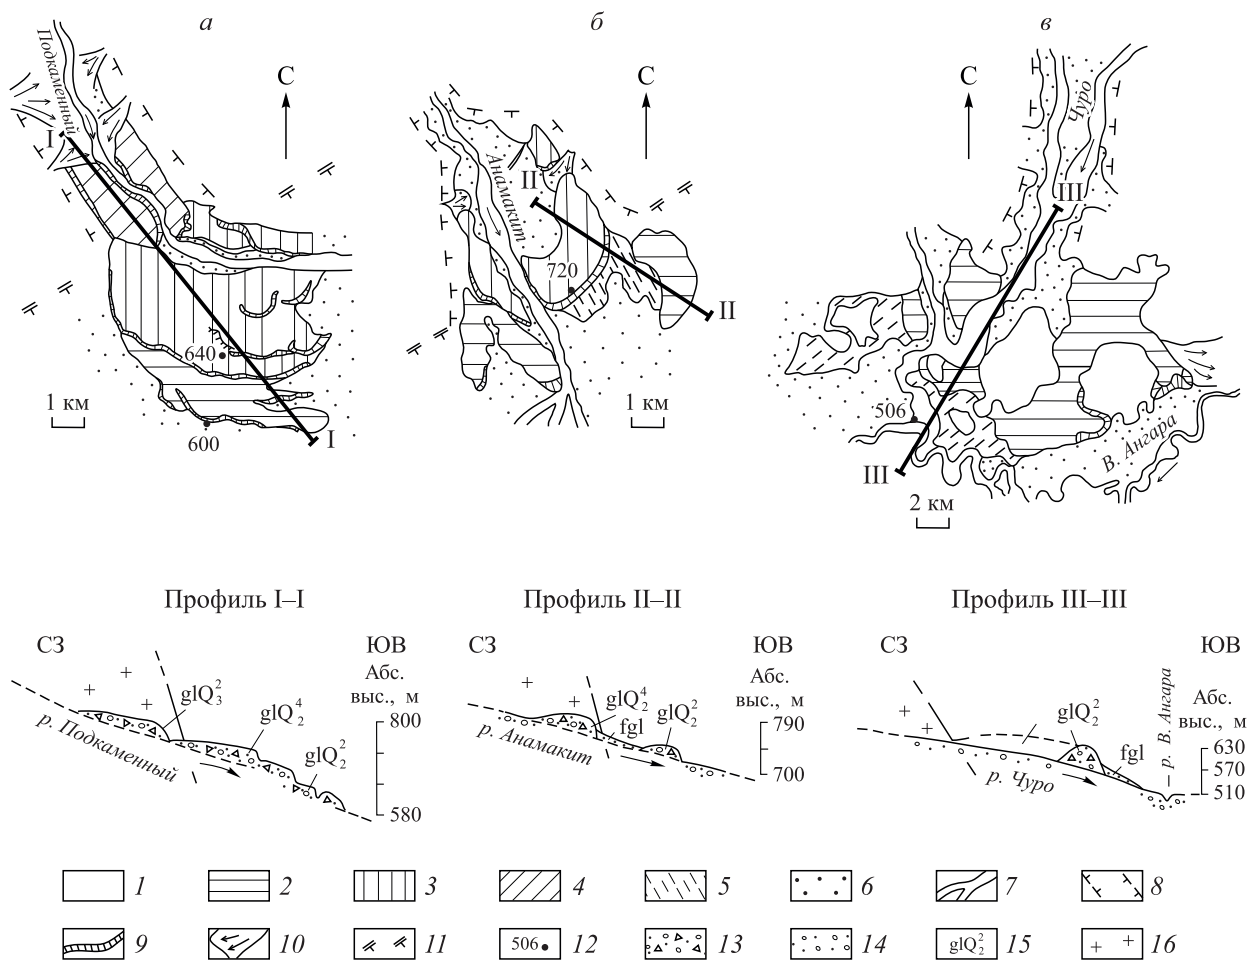 а
б
в
Подкаменный
С
I
640
600
I
1 км
Анамакит
С
II
720
II
1 км
Чуро
С
III
506
III
В. Ангара
2 км
Профиль I–I
Профиль II–II
Профиль III–III
СЗ ЮВ
Абс.
выс., м
800
580
glQ₃²
glQ₂⁴
glQ₂²
р. Подкаменный
СЗ ЮВ
Абс.
выс., м
790
700
glQ₂⁴
fgl
glQ₂²
р. Анамакит
СЗ ЮВ
Абс.
выс., м
630
570
510
glQ₂²
fgl
р. Чуро
р. В. Ангара
1 2 3 4 5 6 7 8
9 10 11 506 12 13 14 glQ₂² 15 16